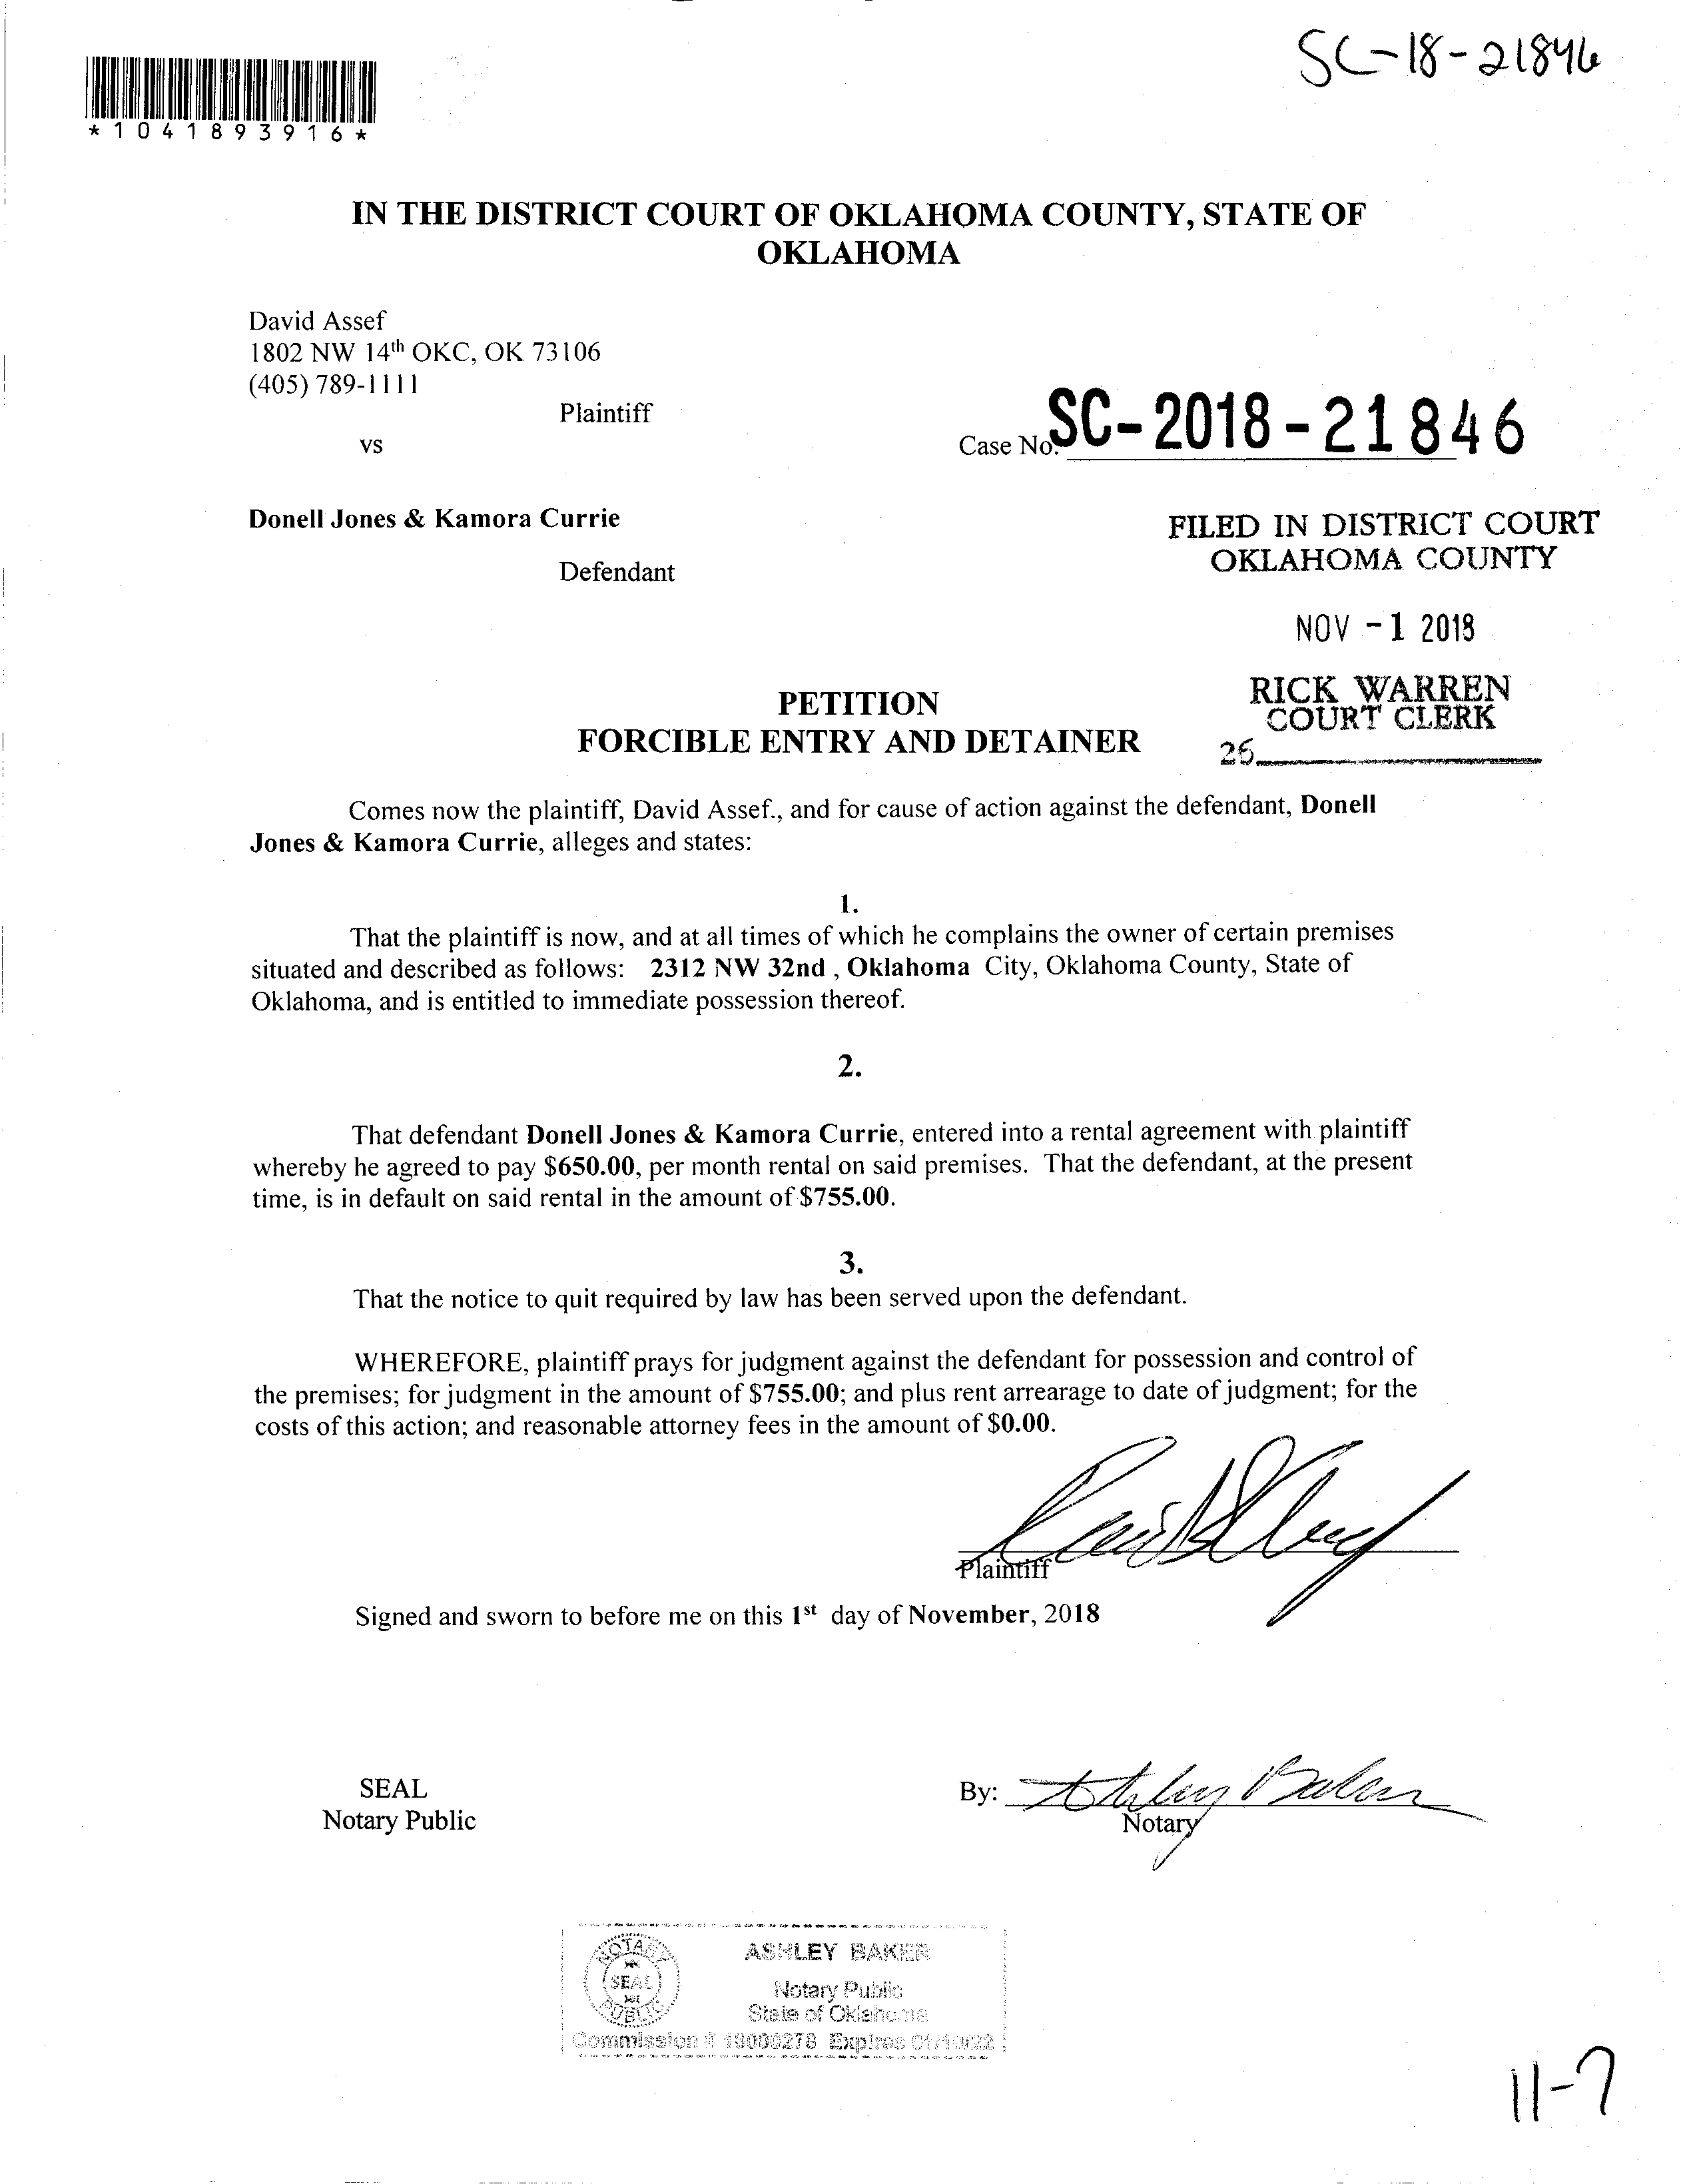 SC-18-21846
*1041893916*
IN THE DISTRICT COURT OF OKLAHOMA COUNTY, STATE OF
OKLAHOMA
David Assef
1802 NW 14th OKC, OK 73106
(405) 789-1111
Plaintiff
vs
Case No. SC-2018-21846
Donell Jones & Kamora Currie
Defendant
FILED IN DISTRICT COURT
OKLAHOMA COUNTY
NOV -1 2018
RICK WARREN
COURT CLERK
26
PETITION
FORCIBLE ENTRY AND DETAINER
Comes now the plaintiff, David Assef., and for cause of action against the defendant, Donell
Jones & Kamora Currie, alleges and states:
1.
That the plaintiff is now, and at all times of which he complains the owner of certain premises
situated and described as follows: 2312 NW 32nd , Oklahoma City, Oklahoma County, State of
Oklahoma, and is entitled to immediate possession thereof.
2.
That defendant Donell Jones & Kamora Currie, entered into a rental agreement with plaintiff
whereby he agreed to pay $650.00, per month rental on said premises. That the defendant, at the present
time, is in default on said rental in the amount of $755.00.
3.
That the notice to quit required by law has been served upon the defendant.
WHEREFORE, plaintiff prays for judgment against the defendant for possession and control of
the premises; for judgment in the amount of $755.00; and plus rent arrearage to date of judgment; for the
costs of this action; and reasonable attorney fees in the amount of $0.00.
Plaintiff
Signed and sworn to before me on this 1st day of November, 2018
SEAL
Notary Public
By: Ashley Baker
Notary
NOTARY
SEAL
PUBLIC
ASHLEY BAKER
Notary Public
State of Oklahoma
Commission # 18000278 Expires
11-7